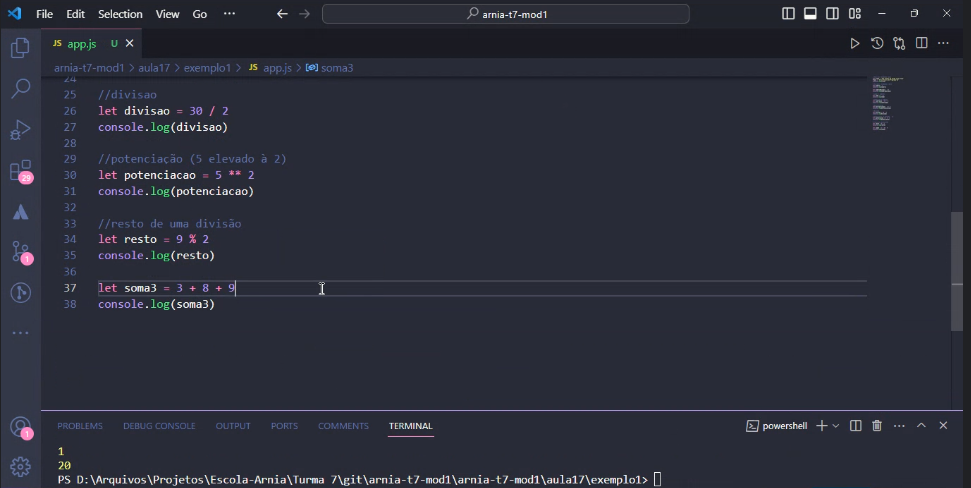 File Edit Selection View Go ··· arnia-t7-mod1
JS app.js U
arnia-t7-mod1 > aula17 > exemplo1 > JS app.js > soma3
24
25 //divisao
26 let divisao = 30 / 2
27 console.log(divisao)
28
29 //potenciação (5 elevado à 2)
30 let potenciacao = 5 ** 2
31 console.log(potenciacao)
32
33 //resto de uma divisão
34 let resto = 9 % 2
35 console.log(resto)
36
37 let soma3 = 3 + 8 + 9
38 console.log(soma3)
29
1
1
PROBLEMS DEBUG CONSOLE OUTPUT PORTS COMMENTS TERMINAL powershell
1
20
PS D:\Arquivos\Projetos\Escola-Arnia\Turma 7\git\arnia-t7-mod1\arnia-t7-mod1\aula17\exemplo1>